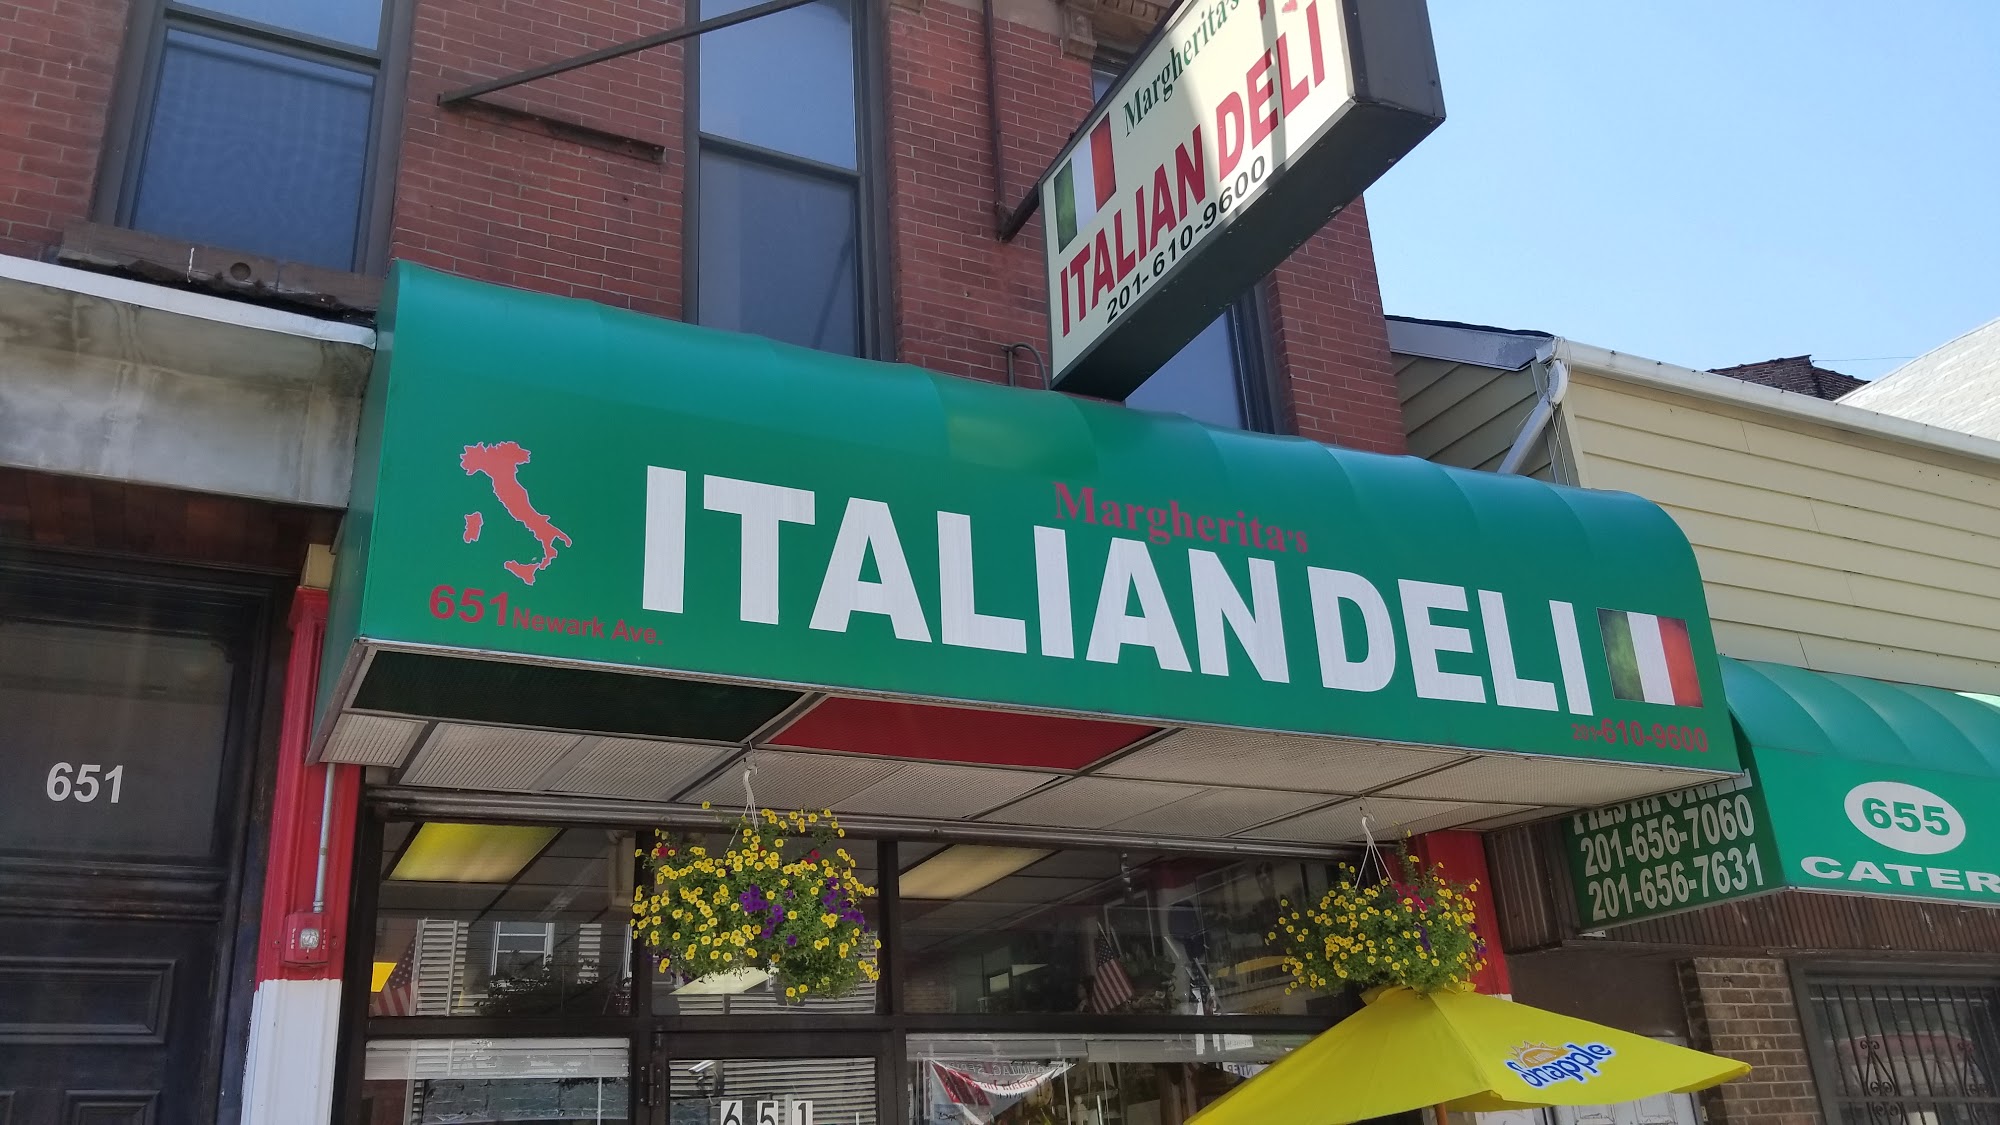 Margherita's
ITALIAN DELI
201-610-9600
Margherita's
ITALIAN DELI
651 Newark Ave.
201-610-9600
651
651
201-656-7060
201-656-7631
655
CATER
Snapple